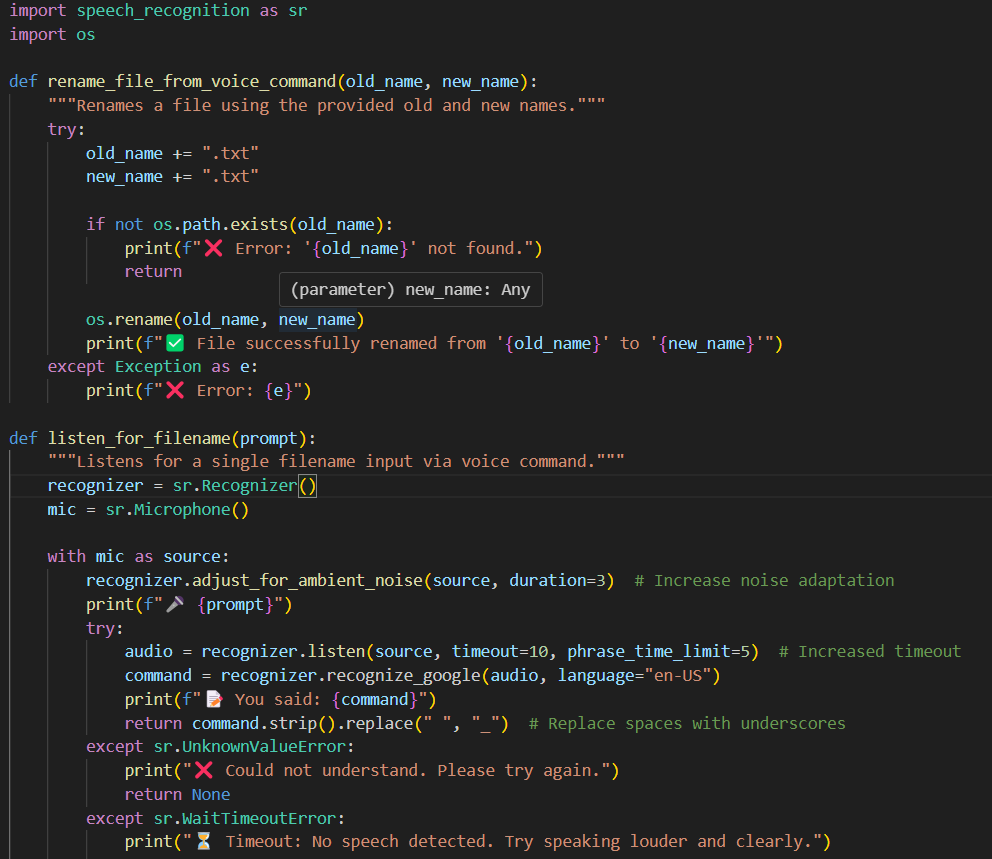 import speech_recognition as sr
import os
def rename_file_from_voice_command(old_name, new_name):
    """Renames a file using the provided old and new names."""
    try:
        old_name += ".txt"
        new_name += ".txt"
        if not os.path.exists(old_name):
            print(f"❌ Error: '{old_name}' not found.")
            return
(parameter) new_name: Any
        os.rename(old_name, new_name)
        print(f"✅ File successfully renamed from '{old_name}' to '{new_name}'")
    except Exception as e:
        print(f"❌ Error: {e}")
def listen_for_filename(prompt):
    """Listens for a single filename input via voice command."""
    recognizer = sr.Recognizer()
    mic = sr.Microphone()
    with mic as source:
        recognizer.adjust_for_ambient_noise(source, duration=3)  # Increase noise adaptation
        print(f"🎤 {prompt}")
        try:
            audio = recognizer.listen(source, timeout=10, phrase_time_limit=5)  # Increased timeout
            command = recognizer.recognize_google(audio, language="en-US")
            print(f"📝 You said: {command}")
            return command.strip().replace(" ", "_")  # Replace spaces with underscores
        except sr.UnknownValueError:
            print("❌ Could not understand. Please try again.")
            return None
        except sr.WaitTimeoutError:
            print("⏳ Timeout: No speech detected. Try speaking louder and clearly.")